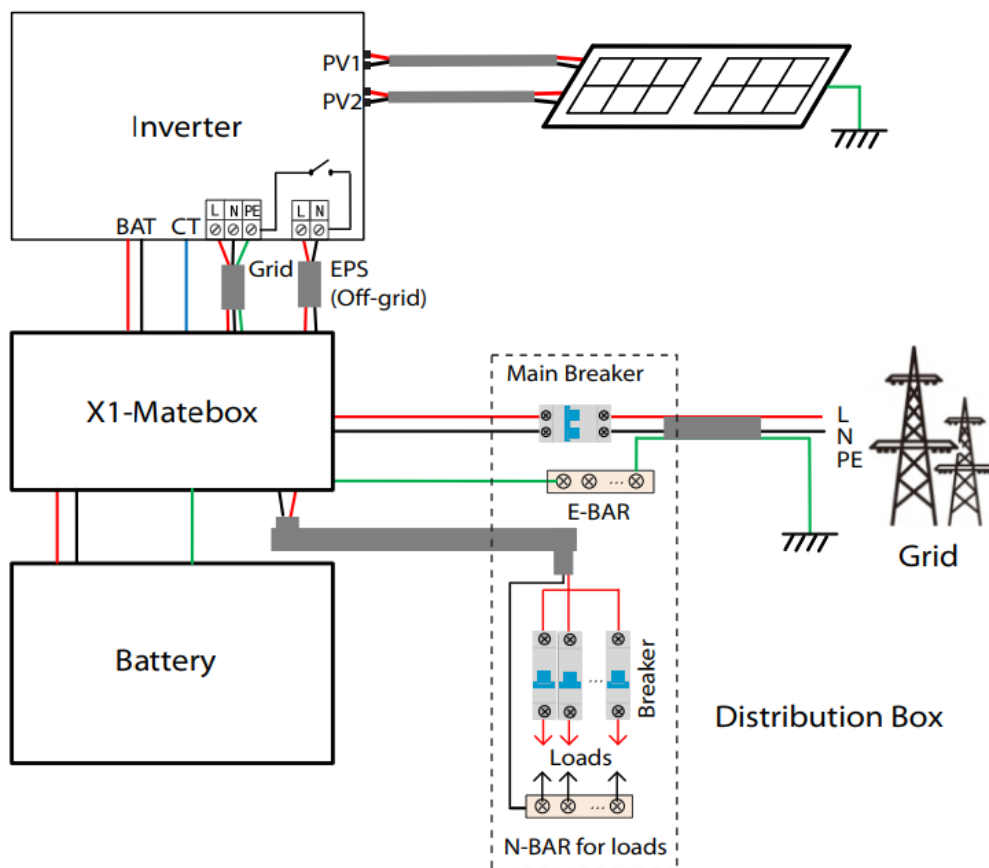 PV1
PV2
Inverter
L N PE
L N
BAT CT
Grid
EPS
(Off-grid)
X1-Matebox
Main Breaker
L
N
PE
...
E-BAR
Grid
Battery
...
Breaker
Distribution Box
Loads
...
N-BAR for loads